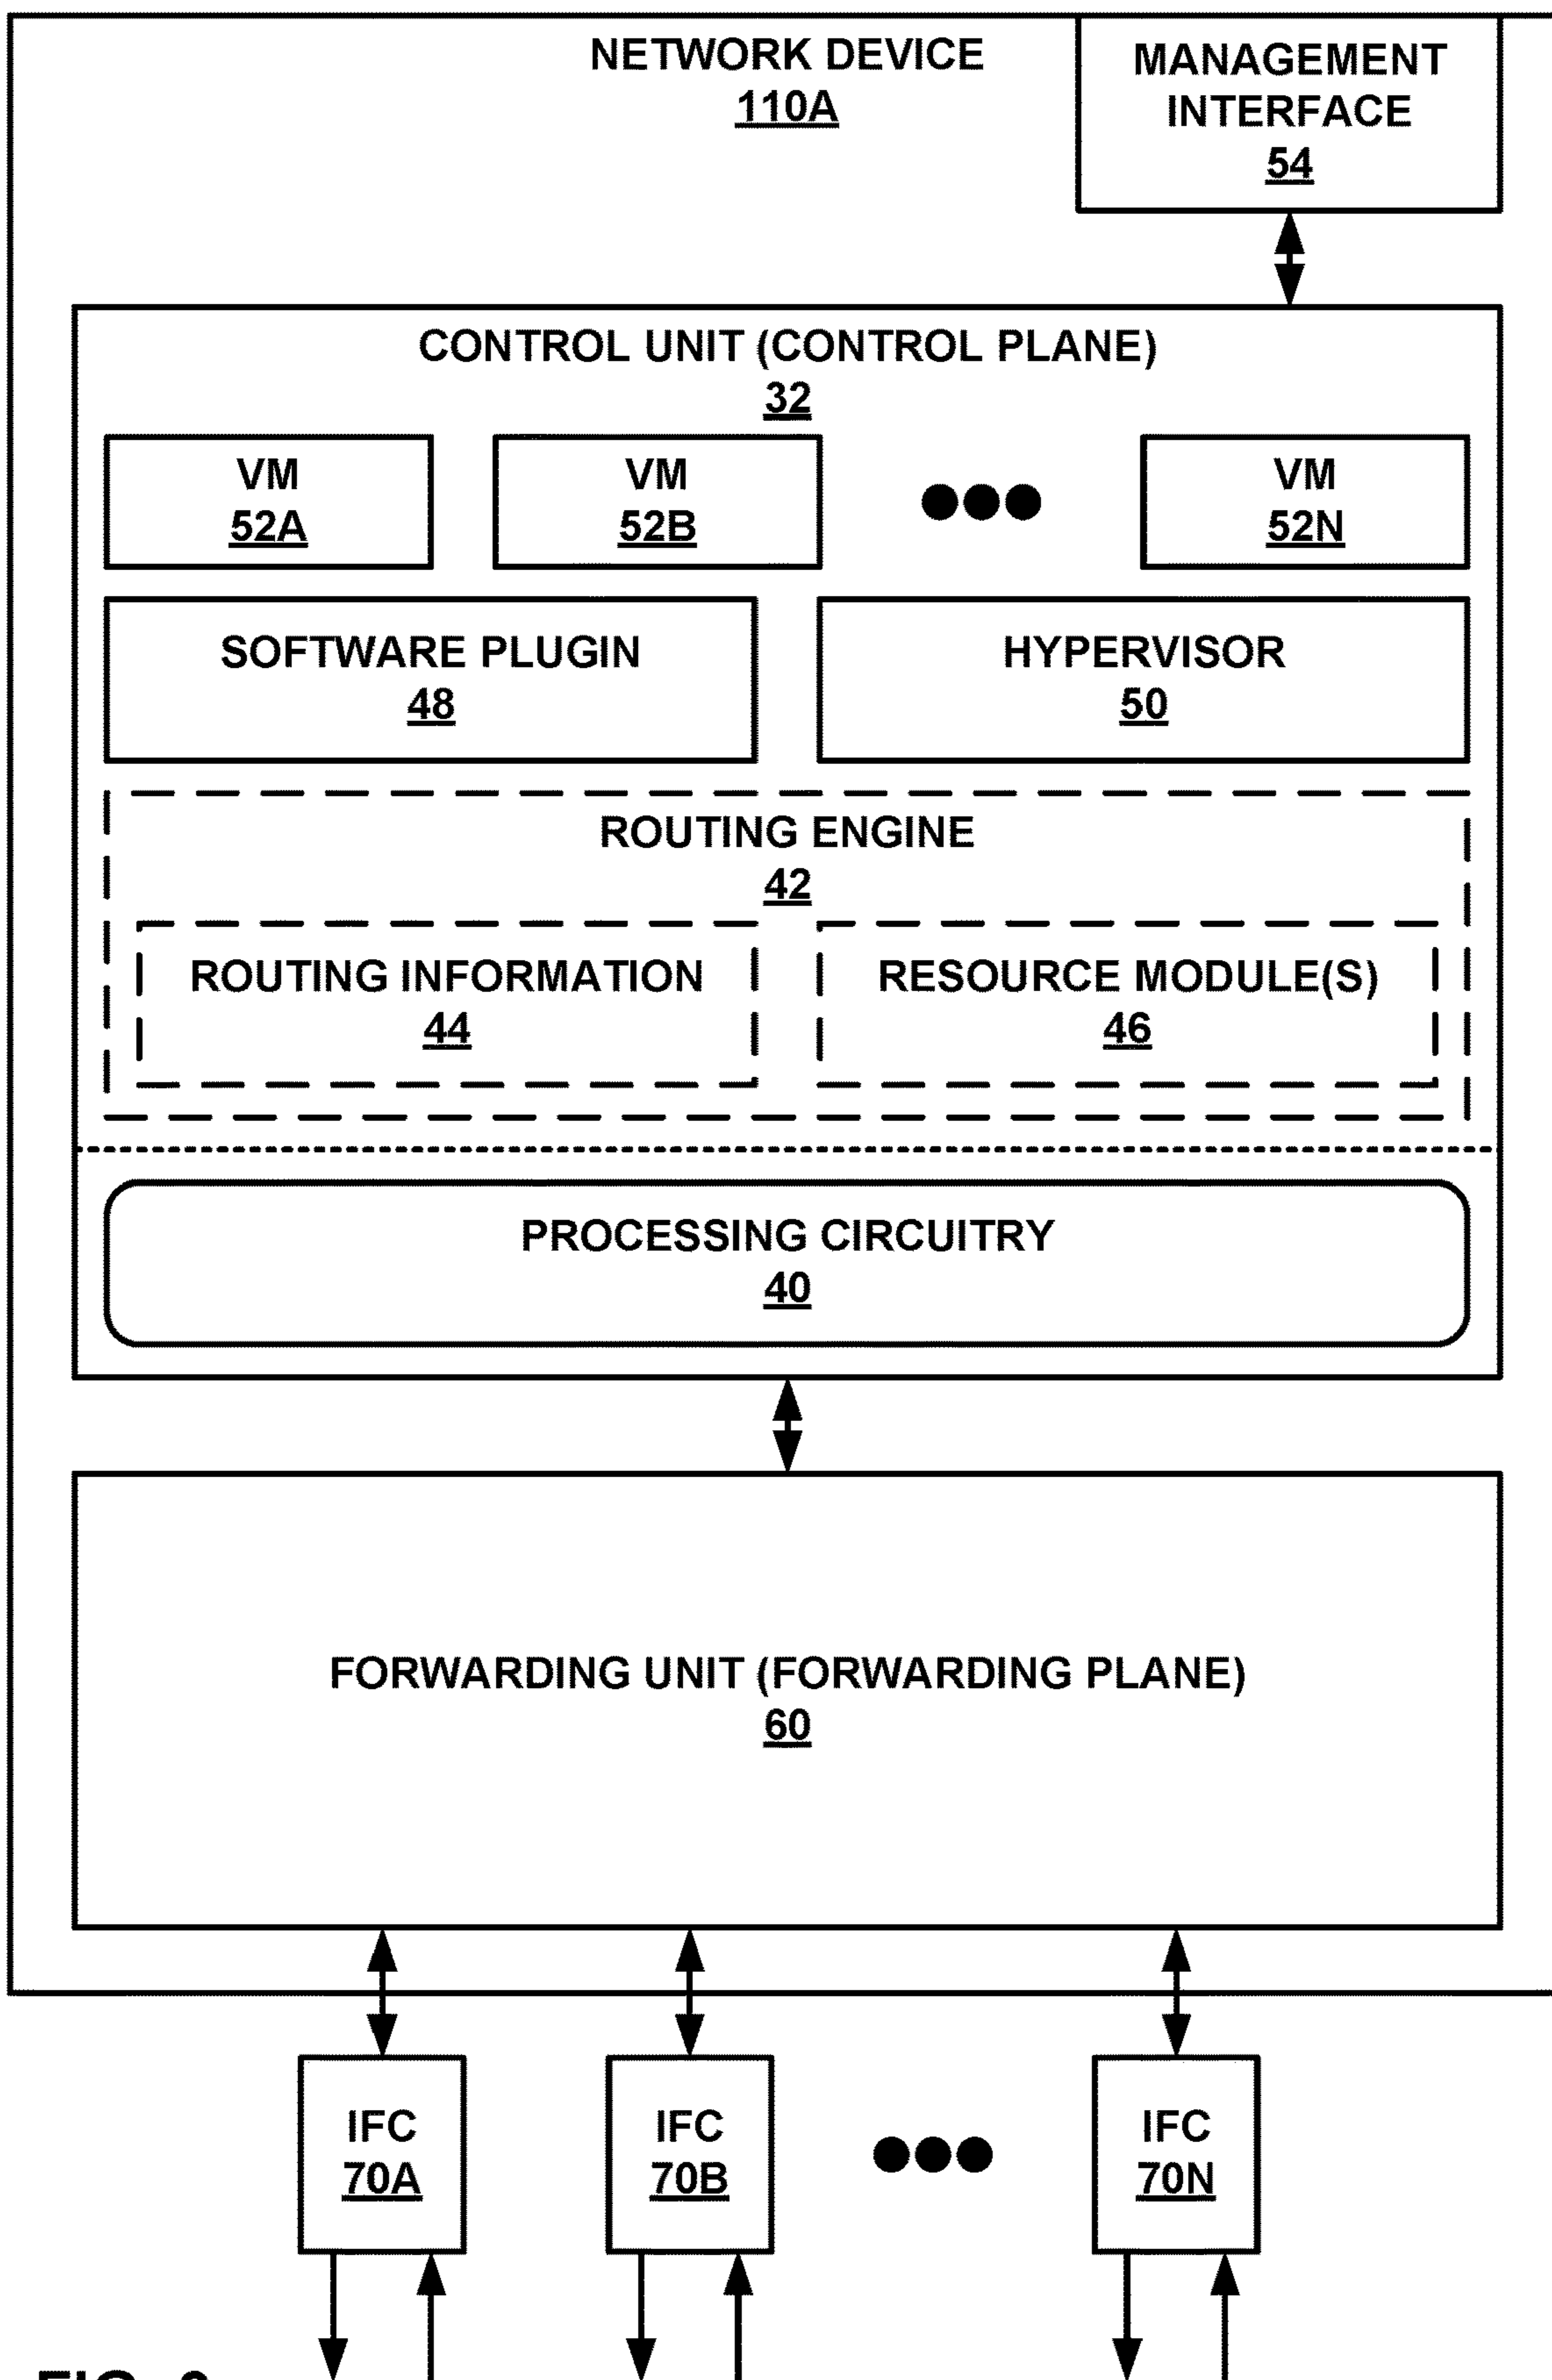 NETWORK DEVICE
110A
MANAGEMENT
INTERFACE
54
CONTROL UNIT (CONTROL PLANE)
32
VM
52A
VM
52B
VM
52N
SOFTWARE PLUGIN
48
HYPERVISOR
50
ROUTING ENGINE
42
ROUTING INFORMATION
44
RESOURCE MODULE(S)
46
PROCESSING CIRCUITRY
40
FORWARDING UNIT (FORWARDING PLANE)
60
IFC
70A
IFC
70B
IFC
70N
FIG.